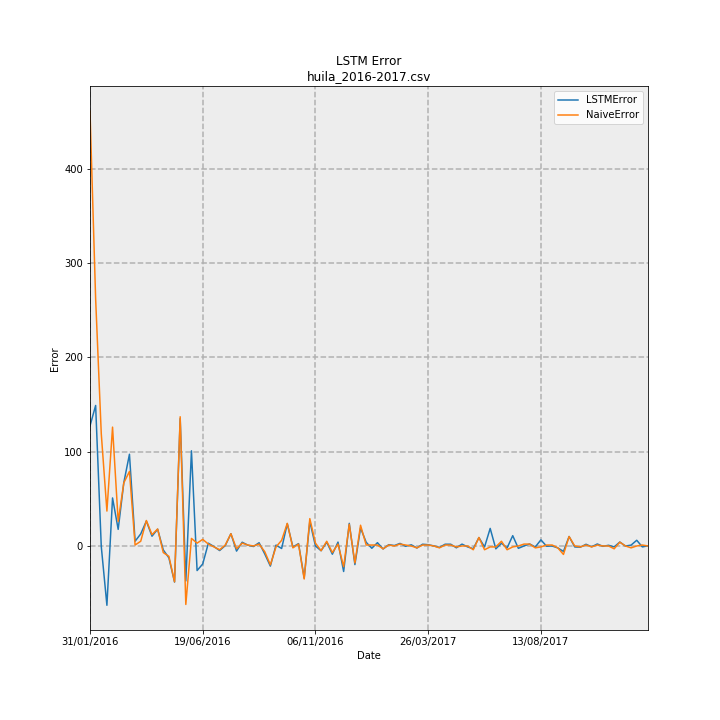 LSTM Error
huila_2016-2017.csv
LSTMError
NaiveError
400
300
200
100
0
Error
31/01/2016
19/06/2016
06/11/2016
26/03/2017
13/08/2017
Date